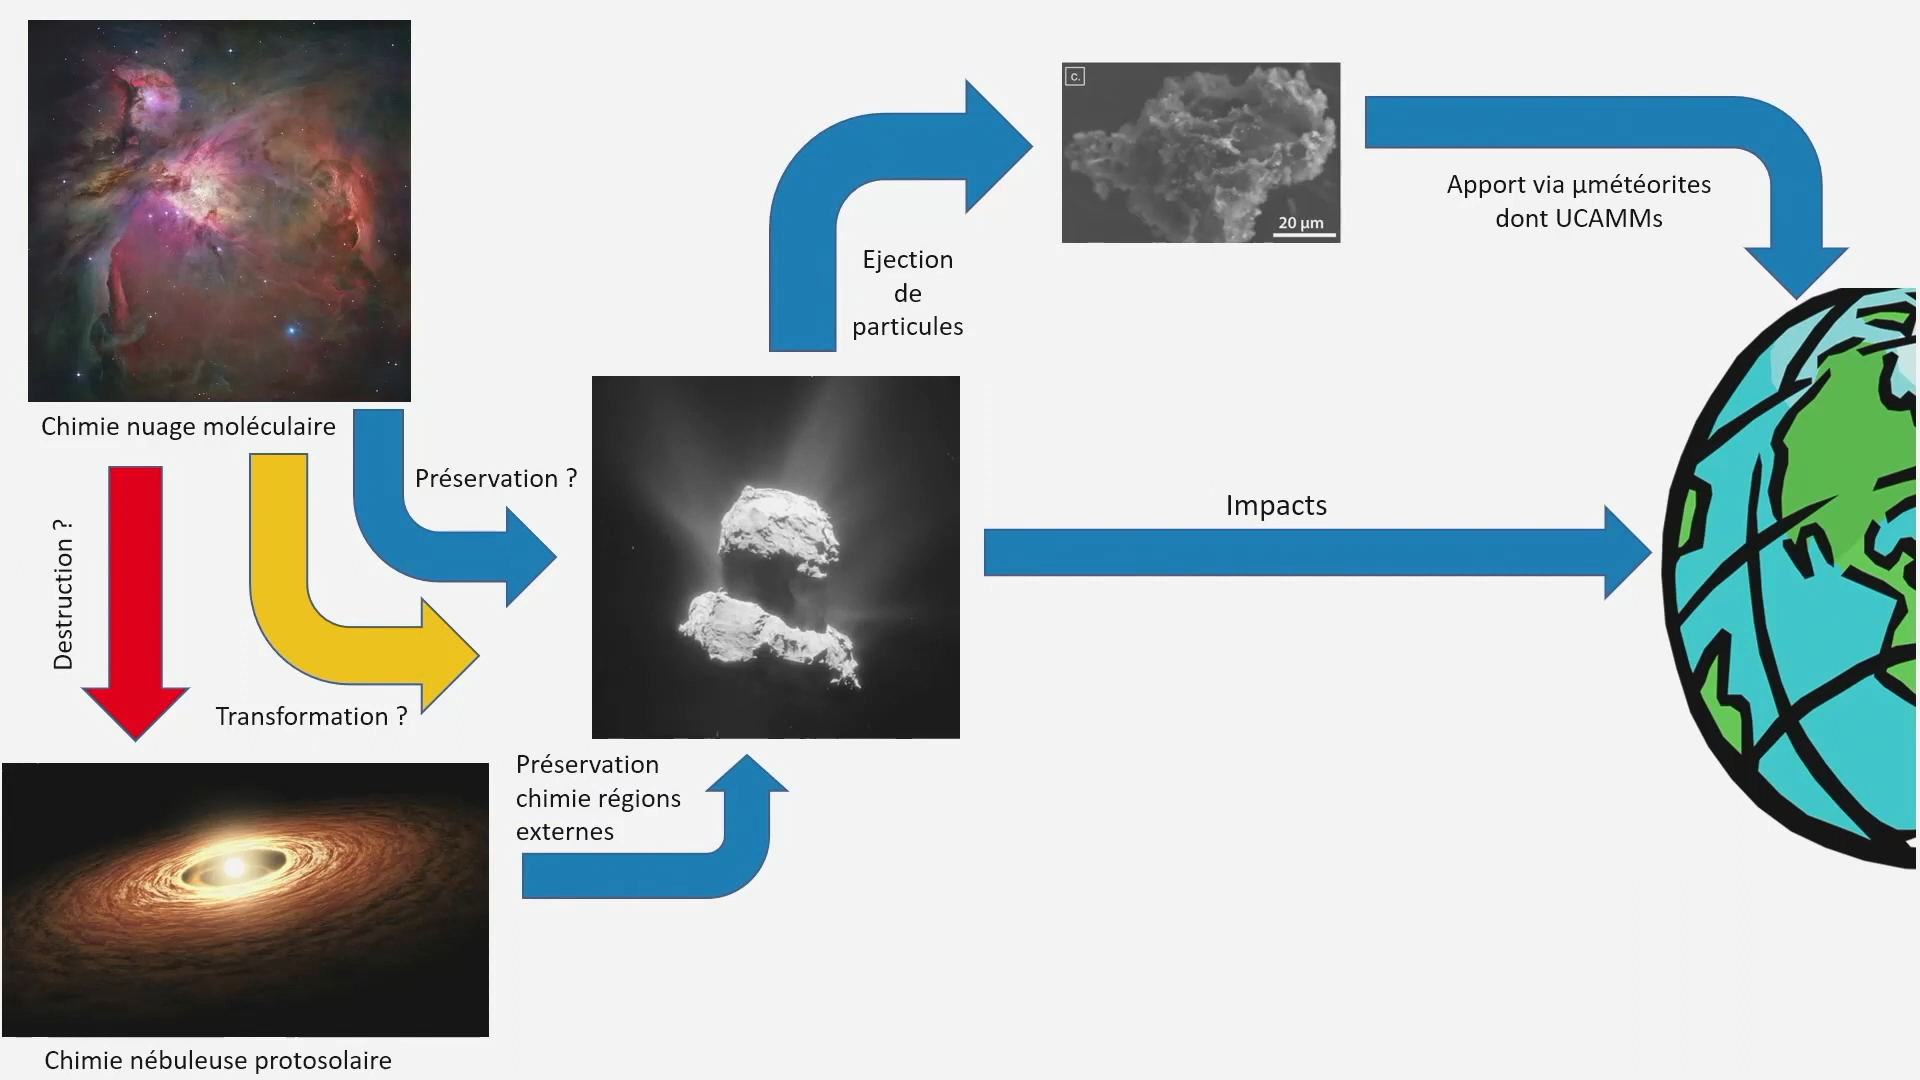 Chimie nuage moléculaire
Destruction ?
Transformation ?
Préservation ?
Chimie nébuleuse protosolaire
Préservation
chimie régions
externes
Ejection
de
particules
c.
20 µm
Apport via µmétéorites
dont UCAMMs
Impacts